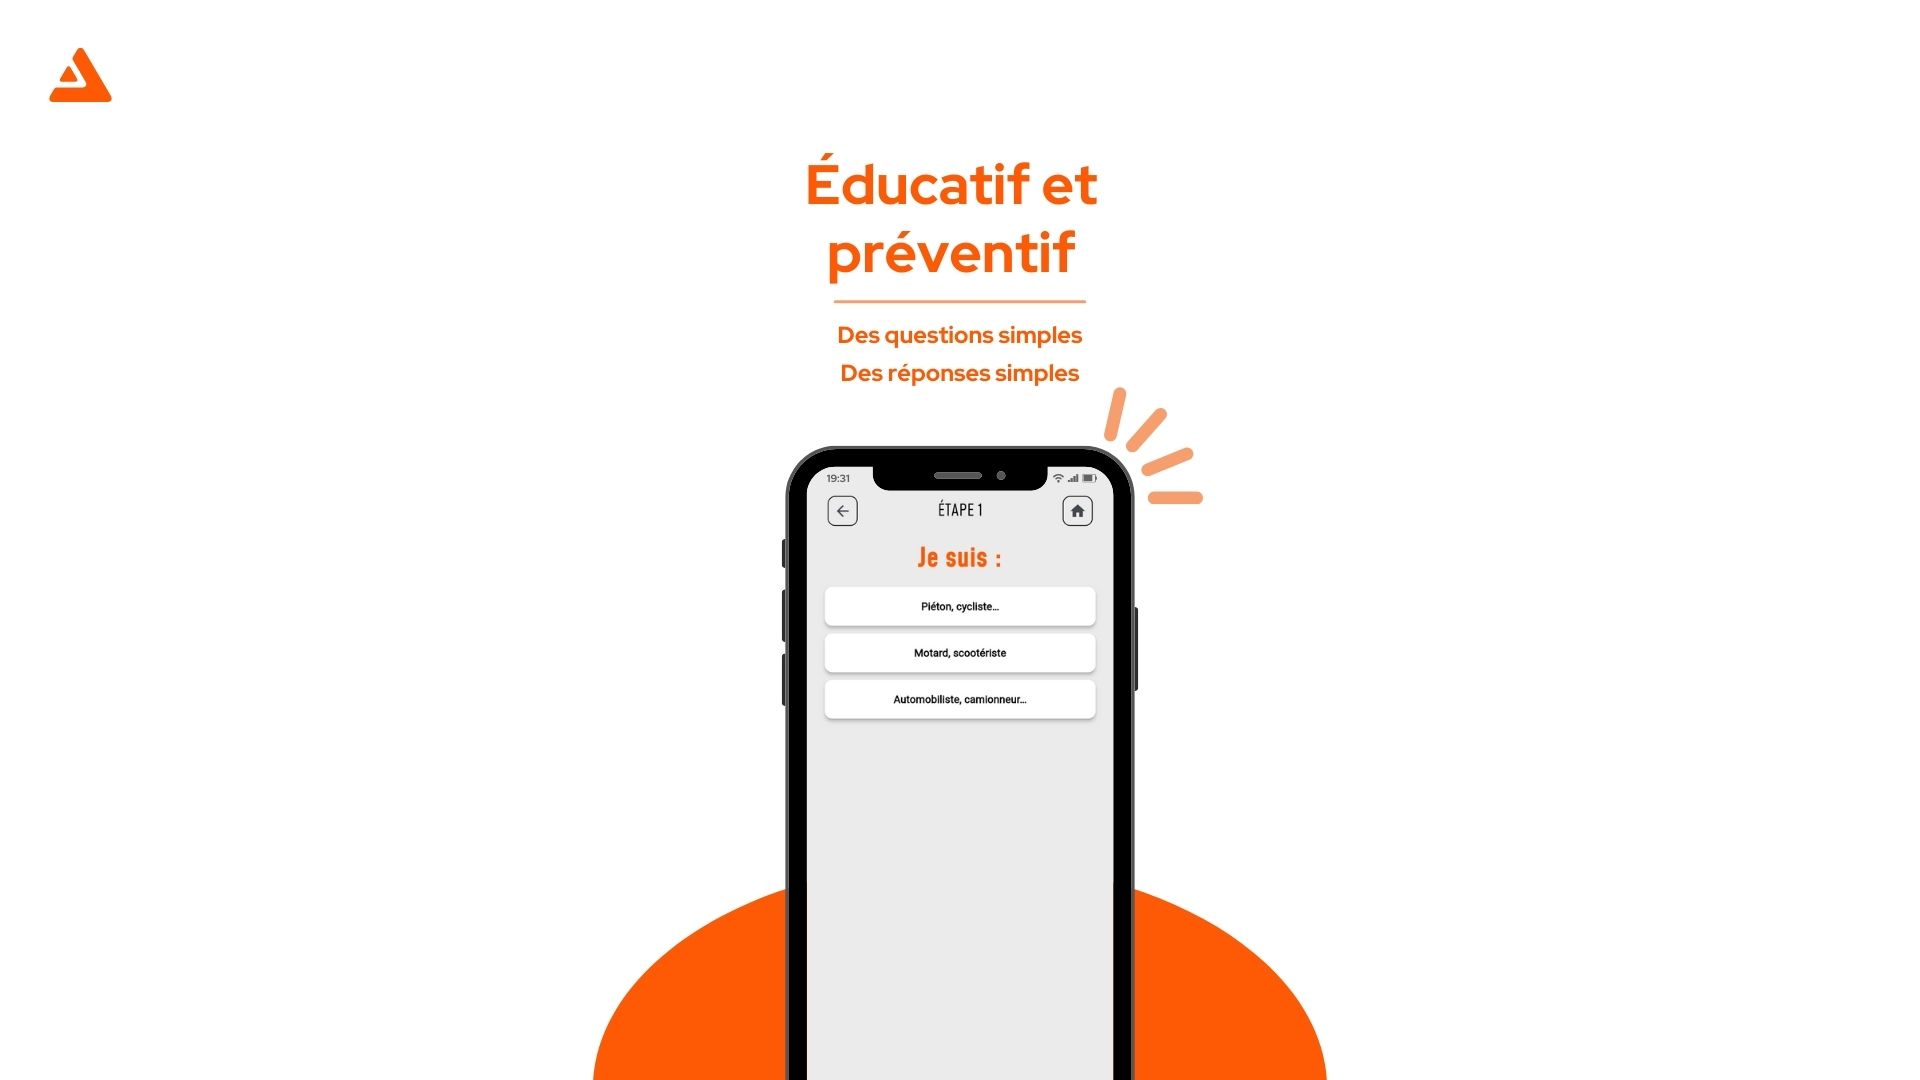 Éducatif et
préventif
Des questions simples
Des réponses simples
19:31
ÉTAPE 1
Je suis :
Piéton, cycliste...
Motard, scootériste
Automobiliste, camionneur...